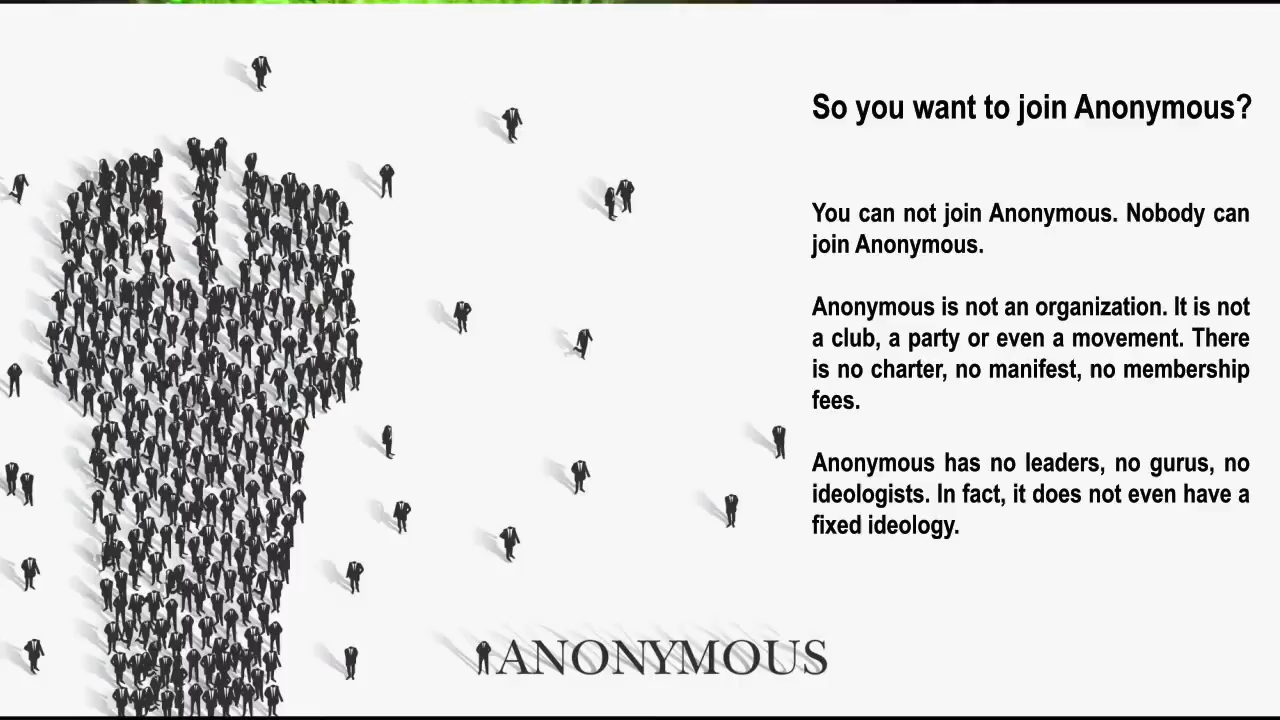 So you want to join Anonymous?
You can not join Anonymous. Nobody can
join Anonymous.
Anonymous is not an organization. It is not
a club, a party or even a movement. There
is no charter, no manifest, no membership
fees.
Anonymous has no leaders, no gurus, no
ideologists. In fact, it does not even have a
fixed ideology.
ANONYMOUS